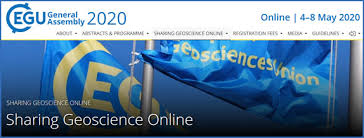 EGU General Assembly 2020
Online | 4–8 May 2020
ABOUT ABSTRACTS & PROGRAMME SHARING GEOSCIENCE ONLINE REGISTRATION FEES MEDIA GUIDELINES
EGU
Geosciences Union
SHARING GEOSCIENCE ONLINE
Sharing Geoscience Online